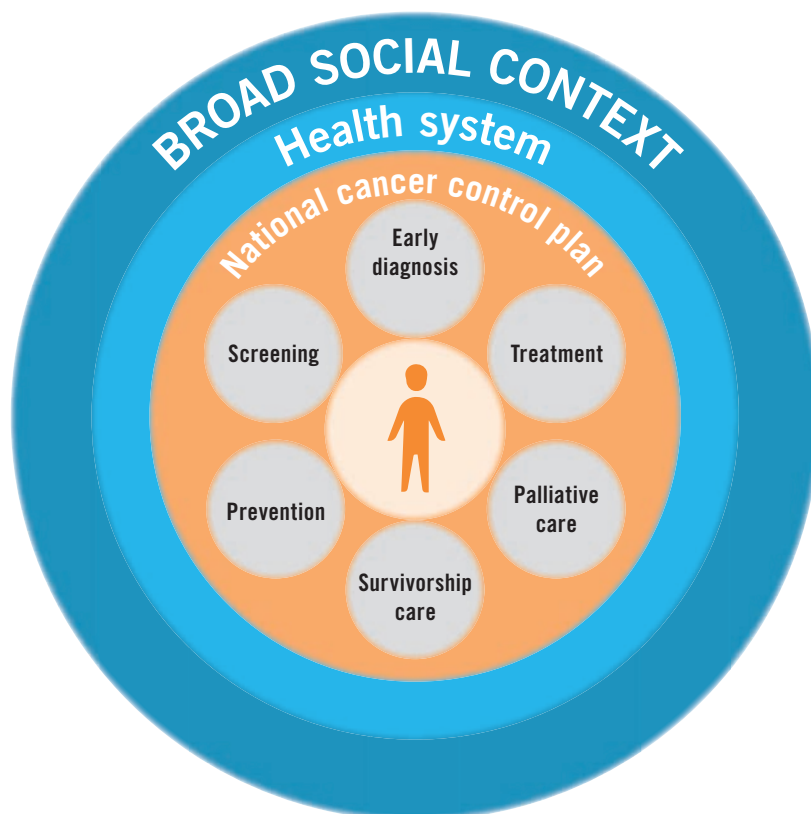 BROAD SOCIAL CONTEXT
Health system
National cancer control plan
Early
diagnosis
Screening
Treatment
Prevention
Palliative
care
Survivorship
care